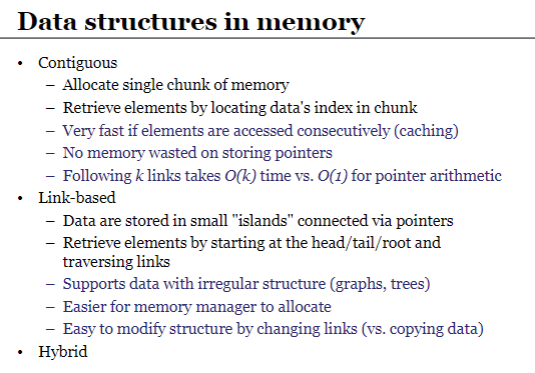 Data structures in memory
• Contiguous
– Allocate single chunk of memory
– Retrieve elements by locating data's index in chunk
– Very fast if elements are accessed consecutively (caching)
– No memory wasted on storing pointers
– Following k links takes O(k) time vs. O(1) for pointer arithmetic
• Link-based
– Data are stored in small "islands" connected via pointers
– Retrieve elements by starting at the head/tail/root and
traversing links
– Supports data with irregular structure (graphs, trees)
– Easier for memory manager to allocate
– Easy to modify structure by changing links (vs. copying data)
• Hybrid